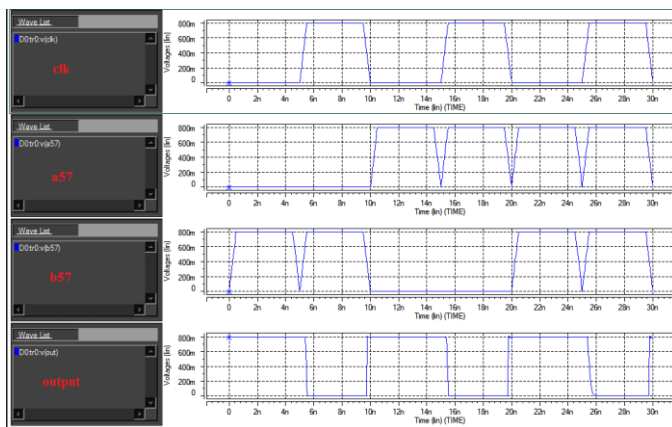 Wave List
D0:tr0:v(clk)
clk
Voltages (lin)
800m
600m
400m
200m
0
0 2n 4n 6n 8n 10n 12n 14n 16n 18n 20n 22n 24n 26n 28n 30n
Time (lin) (TIME)
Wave List
D0:tr0:v(a57)
a57
Voltages (lin)
800m
600m
400m
200m
0
0 2n 4n 6n 8n 10n 12n 14n 16n 18n 20n 22n 24n 26n 28n 30n
Time (lin) (TIME)
Wave List
D0:tr0:v(b57)
b57
Voltages (lin)
800m
600m
400m
200m
0
0 2n 4n 6n 8n 10n 12n 14n 16n 18n 20n 22n 24n 26n 28n 30n
Time (lin) (TIME)
Wave List
D0:tr0:v(put)
output
Voltages (lin)
800m
600m
400m
200m
0
0 2n 4n 6n 8n 10n 12n 14n 16n 18n 20n 22n 24n 26n 28n 30n
Time (lin) (TIME)